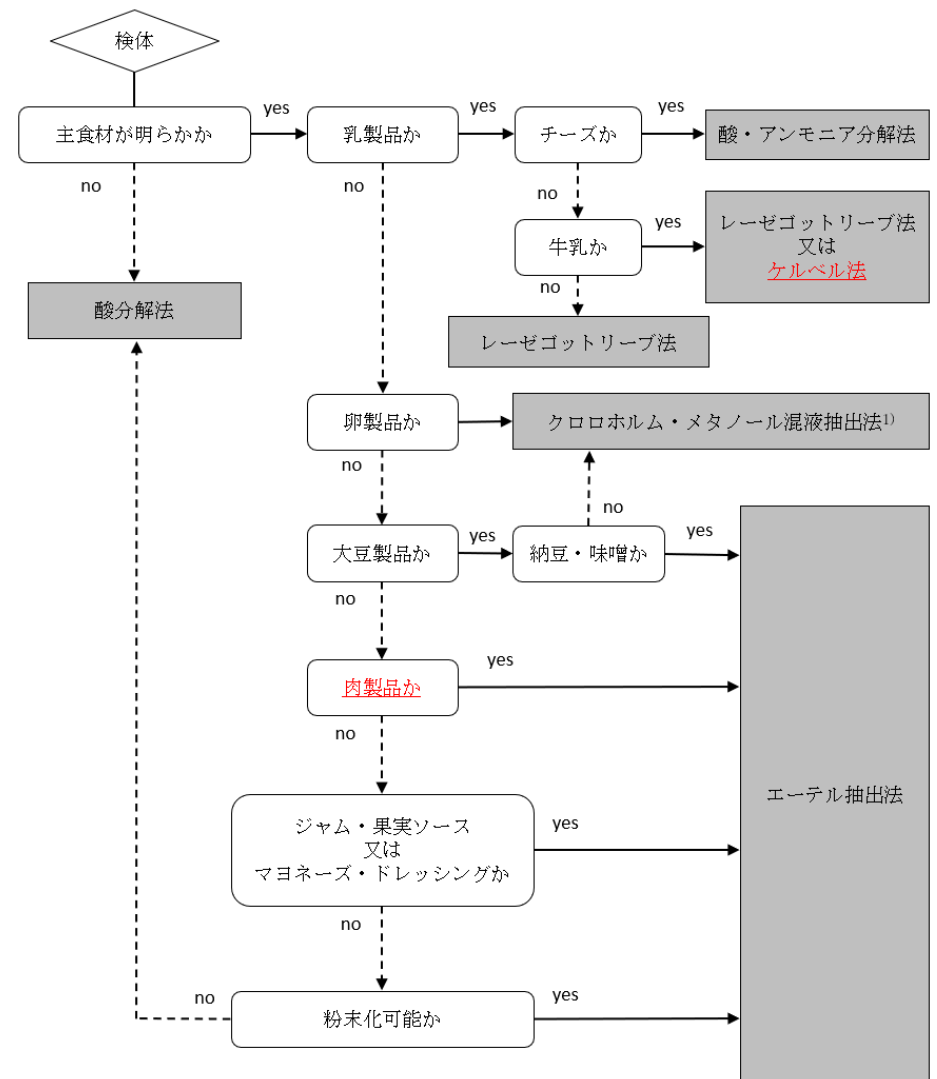 検体
主食材が明らかか
yes
乳製品か
yes
チーズか
yes
酸・アンモニア分解法
no
no
no
牛乳か
yes
レーゼゴットリーブ法
又は
ケルベル法
no
レーゼゴットリーブ法
酸分解法
卵製品か
クロロホルム・メタノール混液抽出法1)
no
no
大豆製品か
yes
納豆・味噌か
yes
no
肉製品か
yes
no
エーテル抽出法
ジャム・果実ソース
又は
マヨネーズ・ドレッシングか
yes
no
粉末化可能か
yes
no